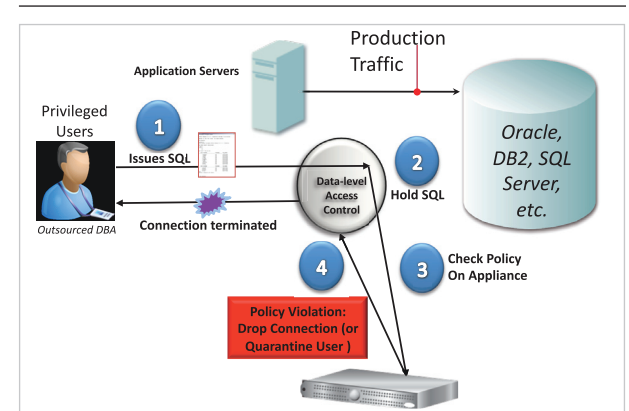 Production
Traffic
Application Servers
Privileged
Users
1
Issues SQL
Oracle,
DB2, SQL
Server,
etc.
2
Hold SQL
Data-level
Access
Control
Connection terminated
Outsourced DBA
4
3
Check Policy
On Appliance
Policy Violation:
Drop Connection (or
Quarantine User )